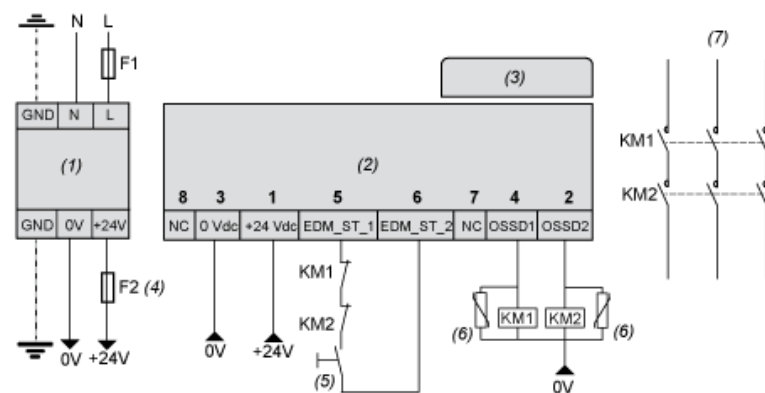 N L
F1
GND N L
(1)
GND 0V +24V
F2 (4)
0V +24V
(3)
(2)
8 3 1 5 6 7 4 2
NC 0 Vdc +24 Vdc EDM_ST_1 EDM_ST_2 NC OSSD1 OSSD2
KM1
KM2
(5)
0V +24V
(6) KM1 KM2 (6)
0V
(7)
KM1
KM2